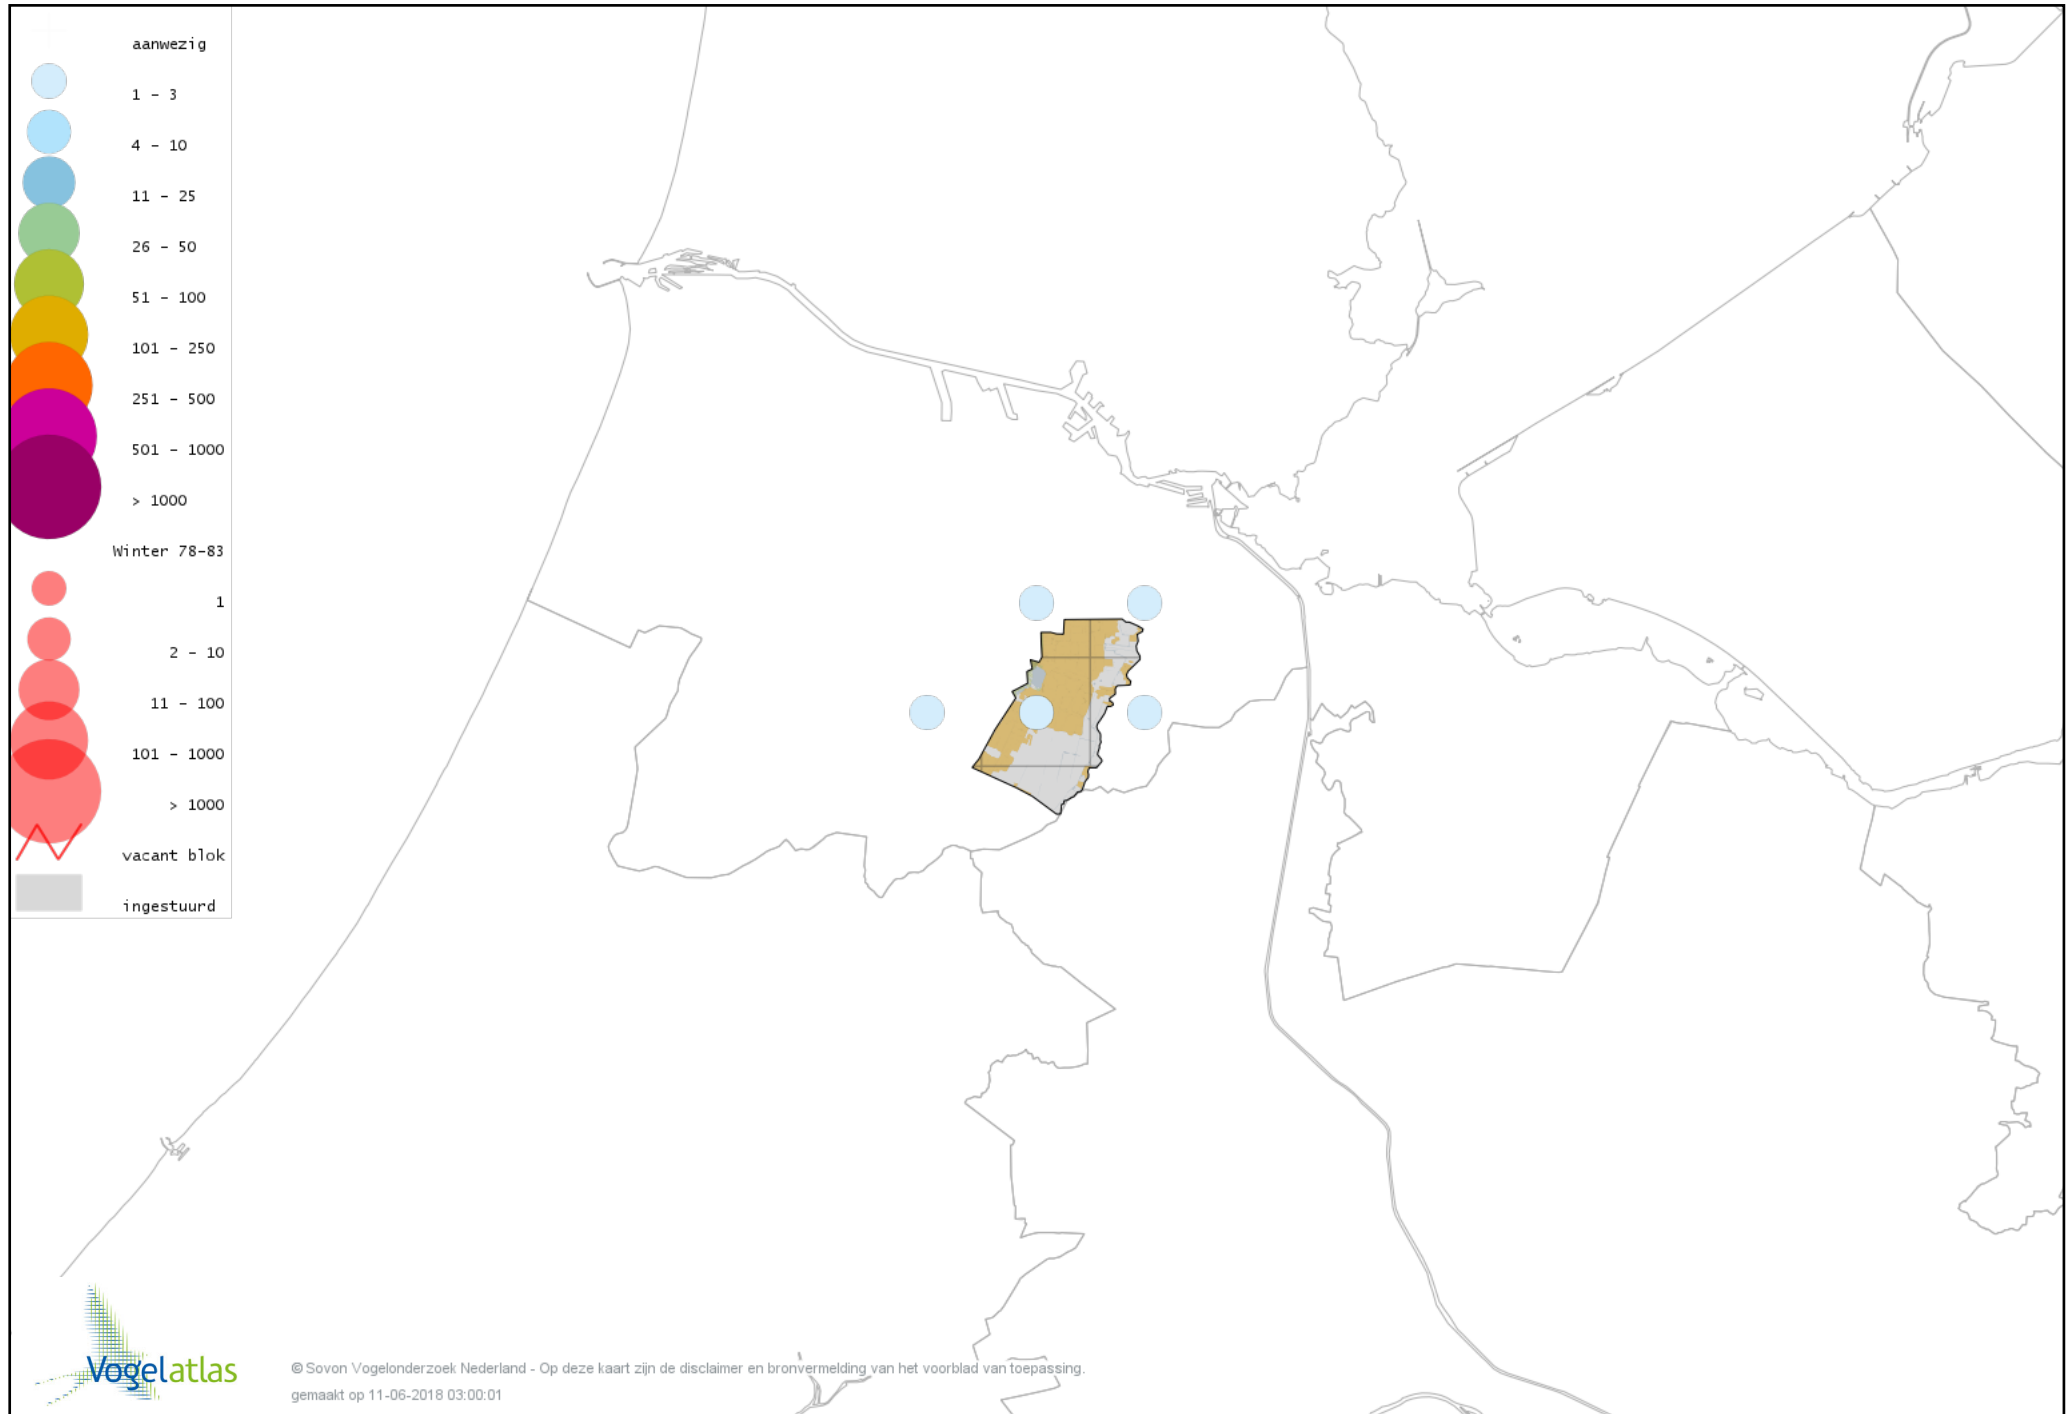 aanwezig
1 - 3
4 - 10
11 - 25
26 - 50
51 - 100
101 - 250
251 - 500
501 - 1000
> 1000
Winter 78-83
1
2 - 10
11 - 100
101 - 1000
> 1000
vacant blok
ingestuurd
Vogelatlas
© Sovon Vogelonderzoek Nederland - Op deze kaart zijn de disclaimer en bronvermelding van het voorblad van toepassing.
gemaakt op 11-06-2018 03:00:01